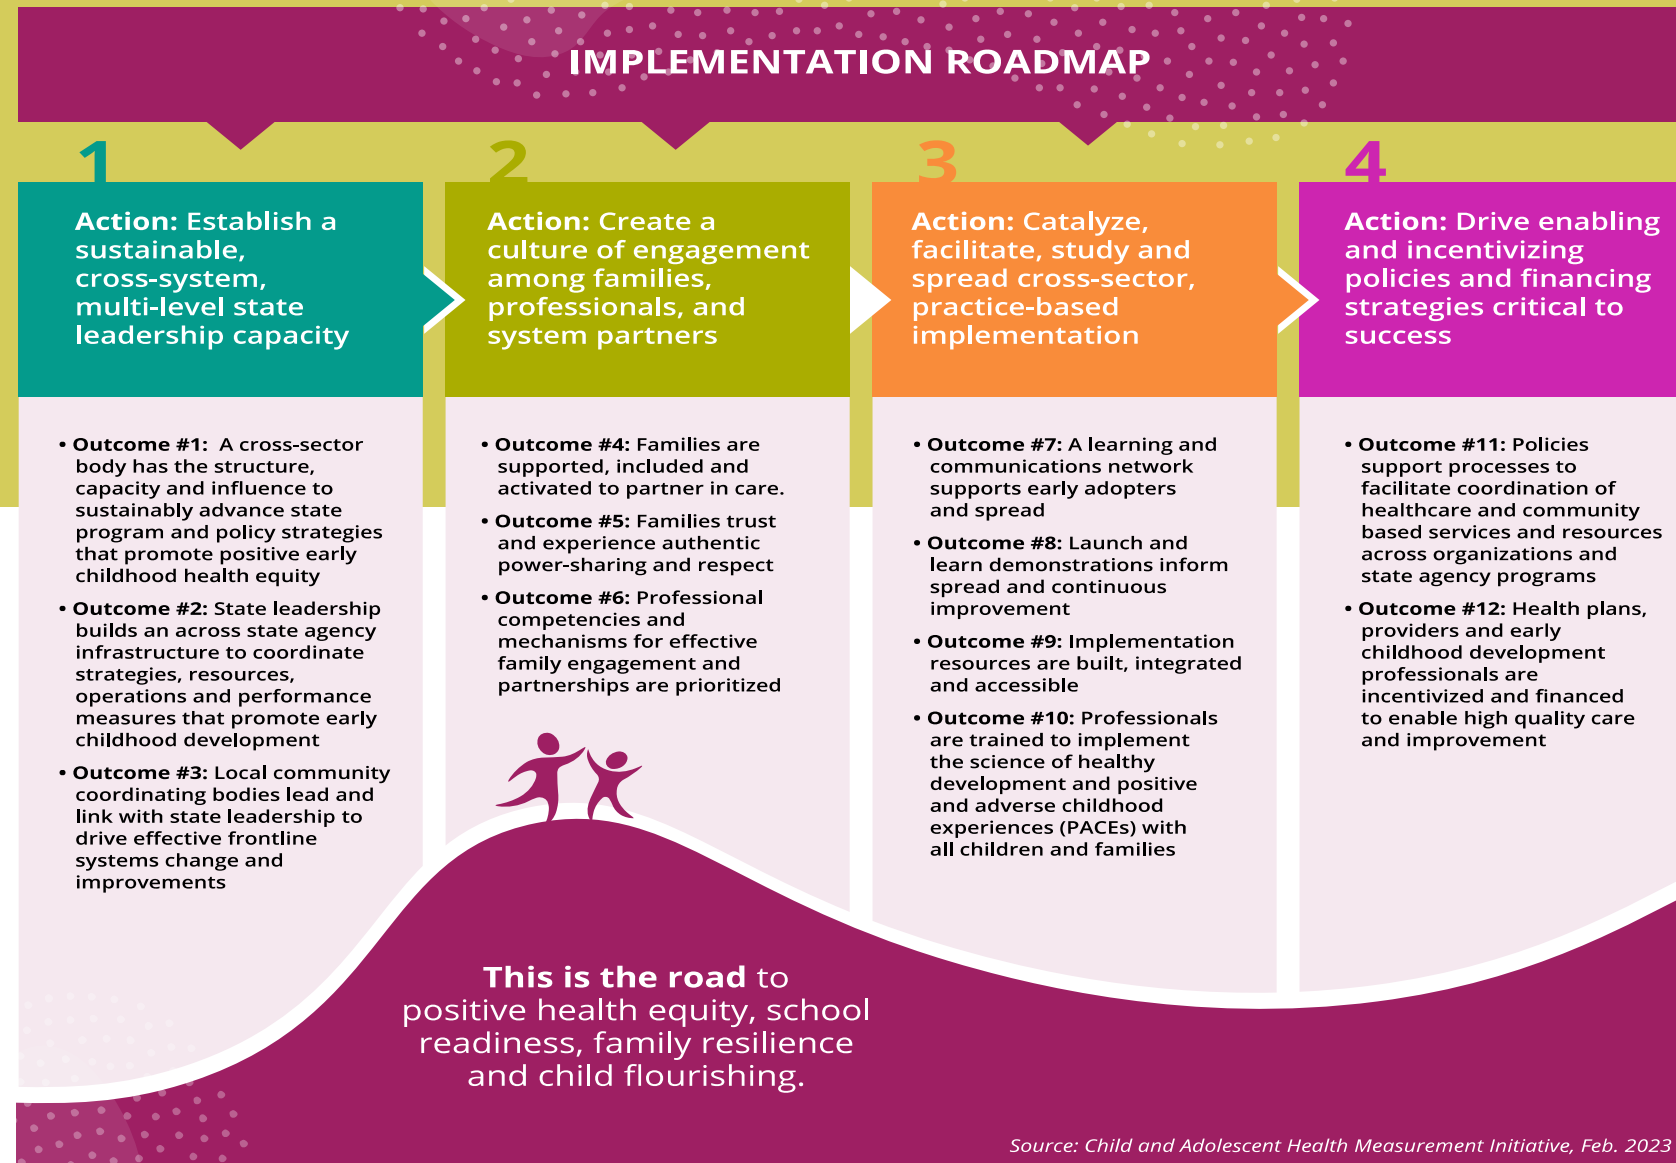 IMPLEMENTATION ROADMAP
1
Action: Establish a
sustainable,
cross-system,
multi-level state
leadership capacity
• Outcome #1:  A cross-sector
body has the structure,
capacity and influence to
sustainably advance state
program and policy strategies
that promote positive early
childhood health equity
• Outcome #2: State leadership
builds an across state agency
infrastructure to coordinate
strategies, resources,
operations and performance
measures that promote early
childhood development
• Outcome #3: Local community
coordinating bodies lead and
link with state leadership to
drive effective frontline
systems change and
improvements
2
Action: Create a
culture of engagement
among families,
professionals, and
system partners
• Outcome #4: Families are
supported, included and
activated to partner in care.
• Outcome #5: Families trust
and experience authentic
power-sharing and respect
• Outcome #6: Professional
competencies and
mechanisms for effective
family engagement and
partnerships are prioritized
3
Action: Catalyze,
facilitate, study and
spread cross-sector,
practice-based
implementation
• Outcome #7: A learning and
communications network
supports early adopters
and spread
• Outcome #8: Launch and
learn demonstrations inform
spread and continuous
improvement
• Outcome #9: Implementation
resources are built, integrated
and accessible
• Outcome #10: Professionals
are trained to implement
the science of healthy
development and positive
and adverse childhood
experiences (PACEs) with
all children and families
4
Action: Drive enabling
and incentivizing
policies and financing
strategies critical to
success
• Outcome #11: Policies
support processes to
facilitate coordination of
healthcare and community
based services and resources
across organizations and
state agency programs
• Outcome #12: Health plans,
providers and early
childhood development
professionals are
incentivized and financed
to enable high quality care
and improvement
This is the road to
positive health equity, school
readiness, family resilience
and child flourishing.
Source: Child and Adolescent Health Measurement Initiative, Feb. 2023